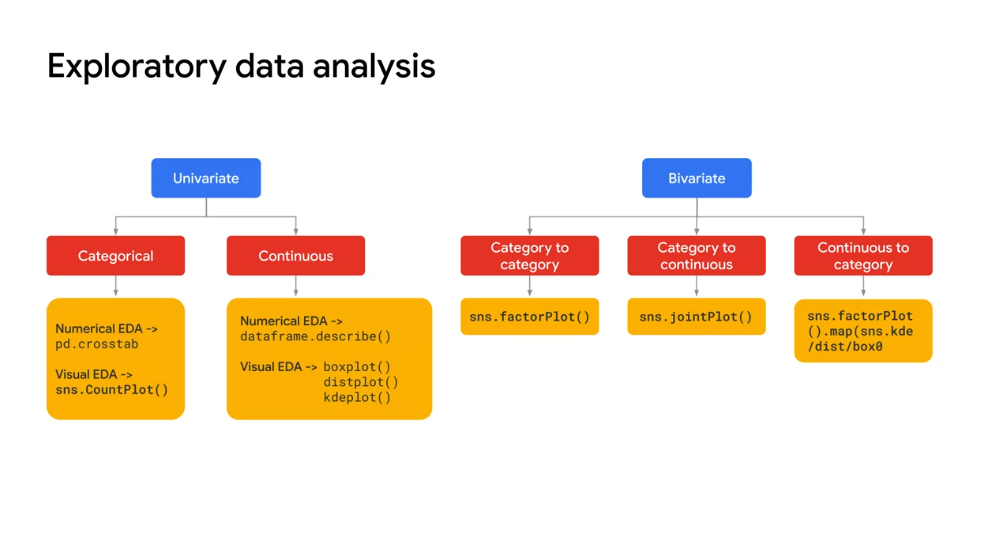 Exploratory data analysis
Univariate
Categorical
Numerical EDA ->
pd.crosstab
Visual EDA ->
sns.CountPlot()
Continuous
Numerical EDA ->
dataframe.describe()
Visual EDA -> boxplot()
distplot()
kdeplot()
Bivariate
Category to
category
sns.factorPlot()
Category to
continuous
sns.jointPlot()
Continuous to
category
sns.factorPlot
().map(sns.kde
/dist/box0